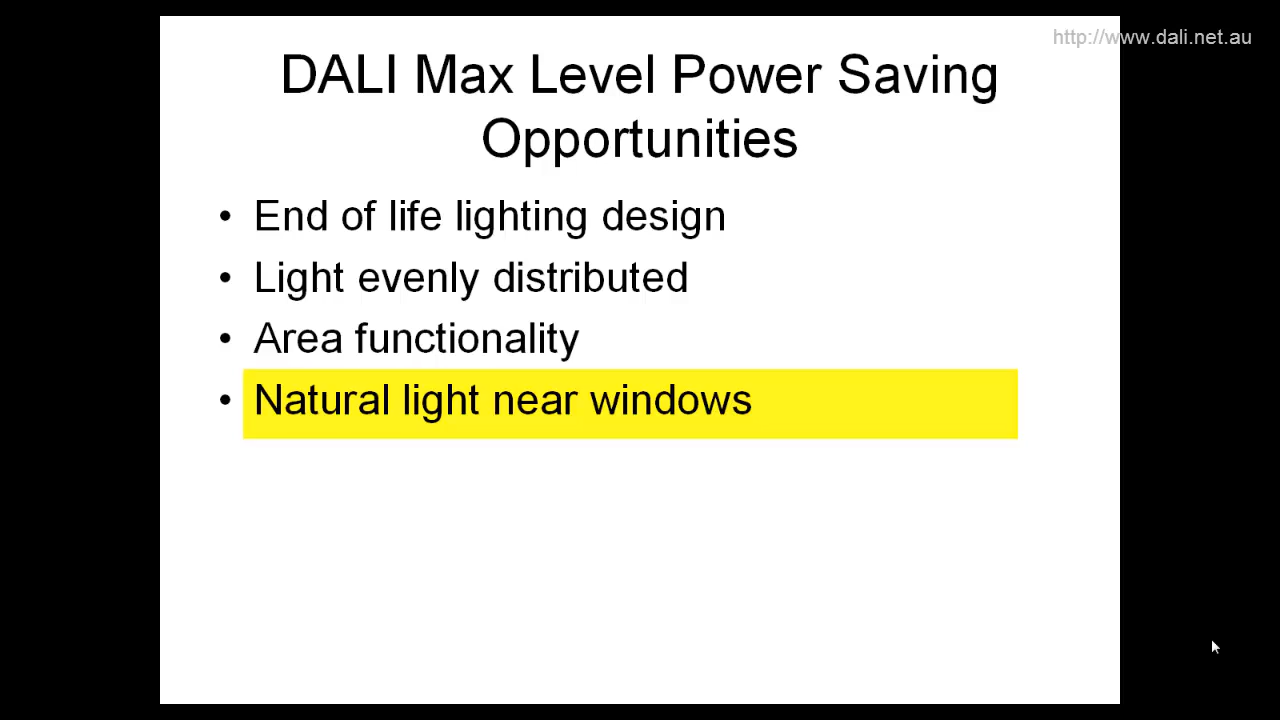 http://www.dali.net.au
DALI Max Level Power Saving
Opportunities
• End of life lighting design
• Light evenly distributed
• Area functionality
• Natural light near windows